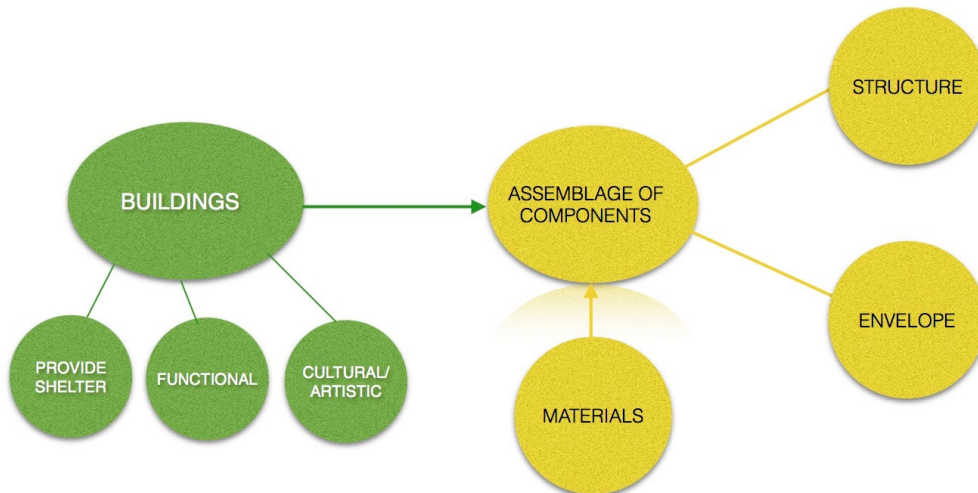 BUILDINGS
PROVIDE
SHELTER
FUNCTIONAL
CULTURAL/
ARTISTIC
ASSEMBLAGE OF
COMPONENTS
MATERIALS
STRUCTURE
ENVELOPE